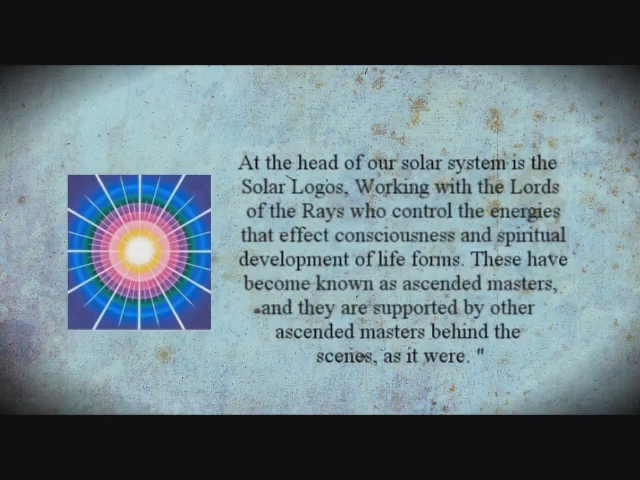 At the head of our solar system is the
Solar Logos, Working with the Lords
of the Rays who control the energies
that effect consciousness and spiritual
development of life forms. These have
become known as ascended masters,
and they are supported by other
ascended masters behind the
scenes, as it were. "